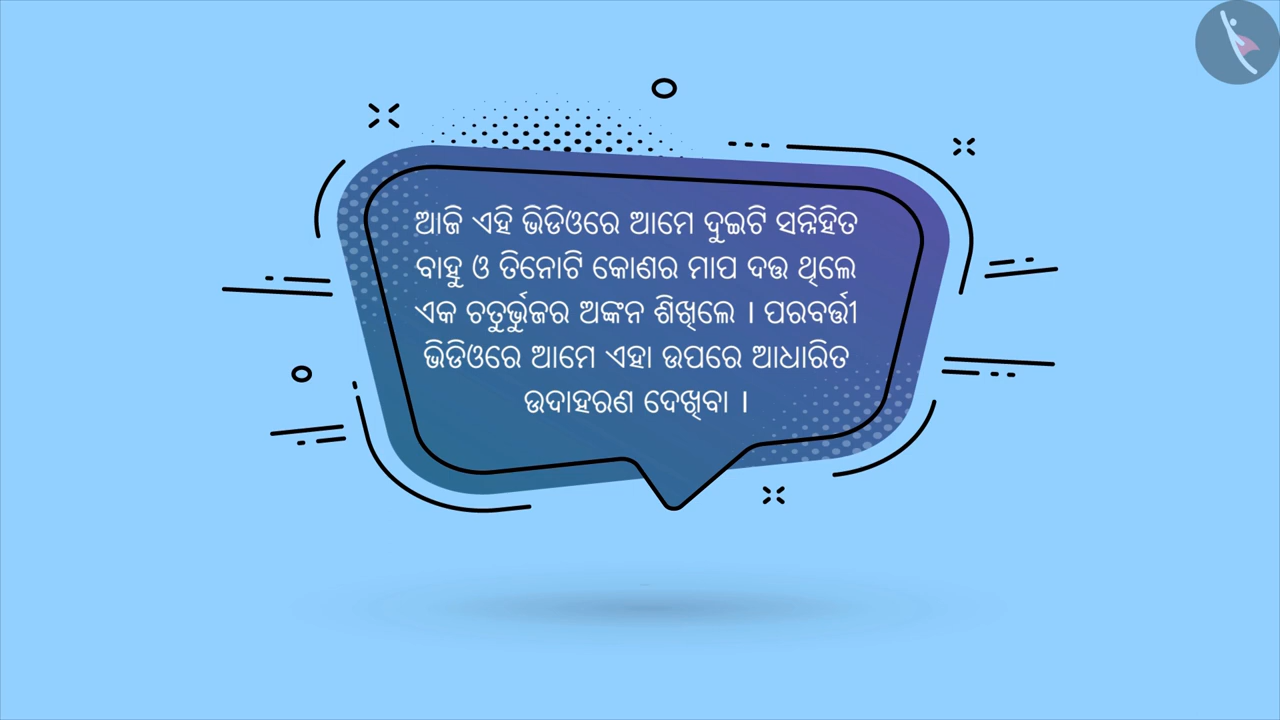 ଆଜି ଏହି ଭିଡିଓରେ ଆମେ ଦୁଇଟି ସନ୍ନିହିତ
ବାହୁ ଓ ତିନୋଟି କୋଣର ମାପ ଦତ୍ତ ଥିଲେ
ଏକ ଚତୁର୍ଭୁଜର ଅଙ୍କନ ଶିଖିଲେ । ପରବର୍ତ୍ତୀ
ଭିଡିଓରେ ଆମେ ଏହା ଉପରେ ଆଧାରିତ
ଉଦାହରଣ ଦେଖିବା ।